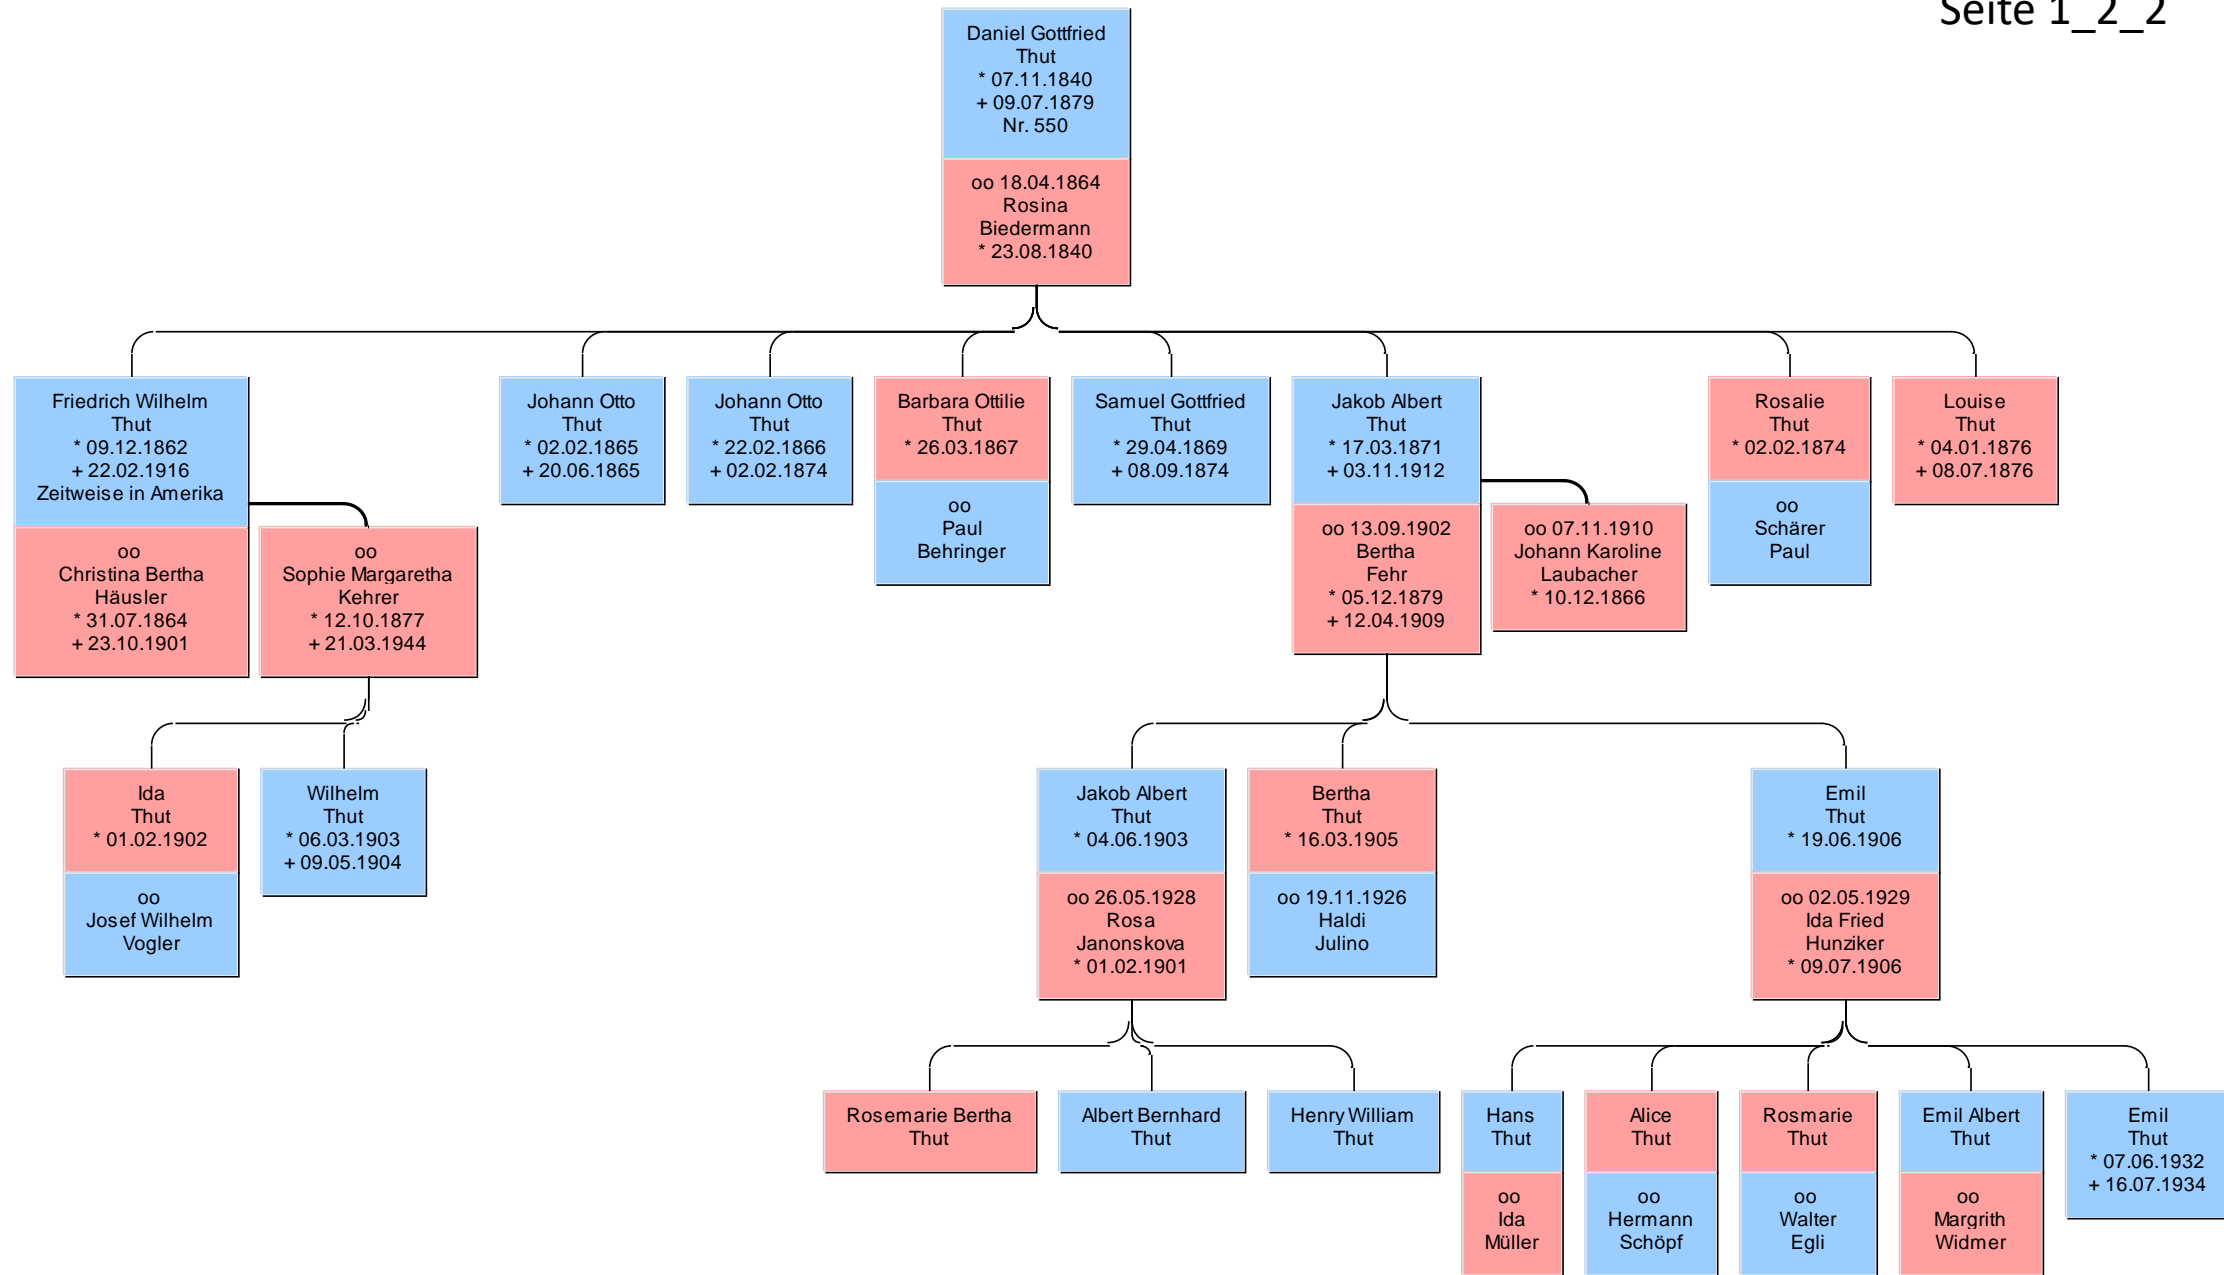 Seite 1_2_2
Daniel Gottfried
Thut
* 07.11.1840
+ 09.07.1879
Nr. 550
oo 18.04.1864
Rosina
Biedermann
* 23.08.1840
Friedrich Wilhelm
Thut
* 09.12.1862
+ 22.02.1916
Zeitweise in Amerika
oo
Christina Bertha
Häusler
* 31.07.1864
+ 23.10.1901
oo
Sophie Margaretha
Kehrer
* 12.10.1877
+ 21.03.1944
Johann Otto
Thut
* 02.02.1865
+ 20.06.1865
Johann Otto
Thut
* 22.02.1866
+ 02.02.1874
Barbara Ottilie
Thut
* 26.03.1867
oo
Paul
Behringer
Samuel Gottfried
Thut
* 29.04.1869
+ 08.09.1874
Jakob Albert
Thut
* 17.03.1871
+ 03.11.1912
oo 13.09.1902
Bertha
Fehr
* 05.12.1879
+ 12.04.1909
oo 07.11.1910
Johann Karoline
Laubacher
* 10.12.1866
Rosalie
Thut
* 02.02.1874
oo
Schärer
Paul
Louise
Thut
* 04.01.1876
+ 08.07.1876
Ida
Thut
* 01.02.1902
oo
Josef Wilhelm
Vogler
Wilhelm
Thut
* 06.03.1903
+ 09.05.1904
Jakob Albert
Thut
* 04.06.1903
oo 26.05.1928
Rosa
Janonskova
* 01.02.1901
Bertha
Thut
* 16.03.1905
oo 19.11.1926
Haldi
Julino
Emil
Thut
* 19.06.1906
oo 02.05.1929
Ida Fried
Hunziker
* 09.07.1906
Rosemarie Bertha
Thut
Albert Bernhard
Thut
Henry William
Thut
Hans
Thut
oo
Ida
Müller
Alice
Thut
oo
Hermann
Schöpf
Rosmarie
Thut
oo
Walter
Egli
Emil Albert
Thut
oo
Margrith
Widmer
Emil
Thut
* 07.06.1932
+ 16.07.1934